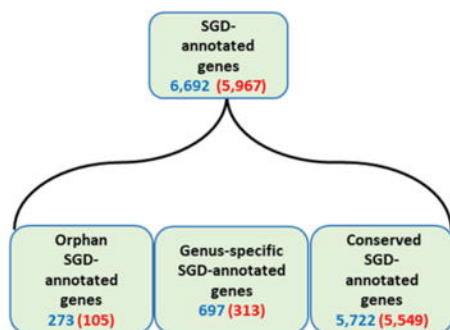 SGD-
annotated
genes
6,692 (5,967)
Orphan
SGD-
annotated
genes
273 (105)
Genus-specific
SGD-annotated
genes
697 (313)
Conserved
SGD-
annotated
genes
5,722 (5,549)